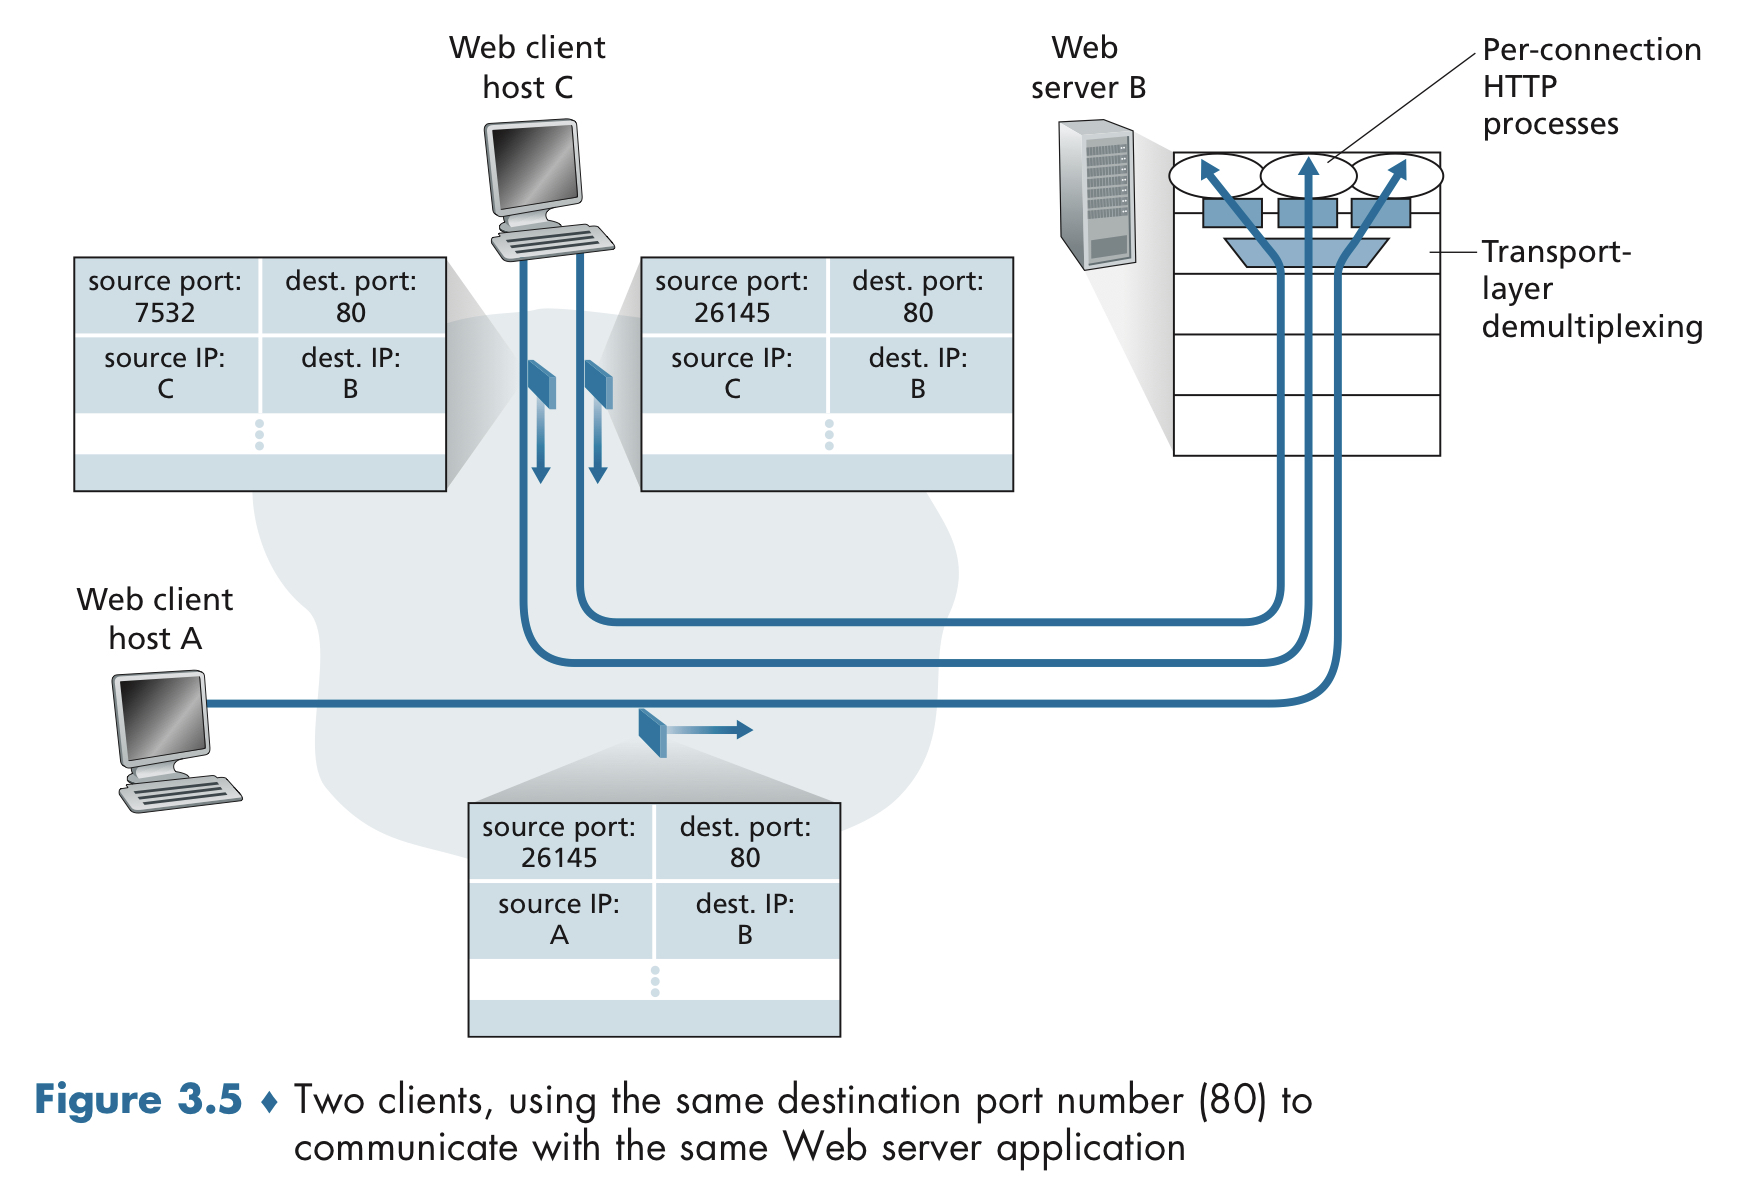 Web client
host C
Web
server B
Per-connection
HTTP
processes
source port:
7532
dest. port:
80
source IP:
C
dest. IP:
B
source port:
26145
dest. port:
80
source IP:
C
dest. IP:
B
Transport-
layer
demultiplexing
Web client
host A
source port:
26145
dest. port:
80
source IP:
A
dest. IP:
B
Figure 3.5 ♦ Two clients, using the same destination port number (80) to
communicate with the same Web server application